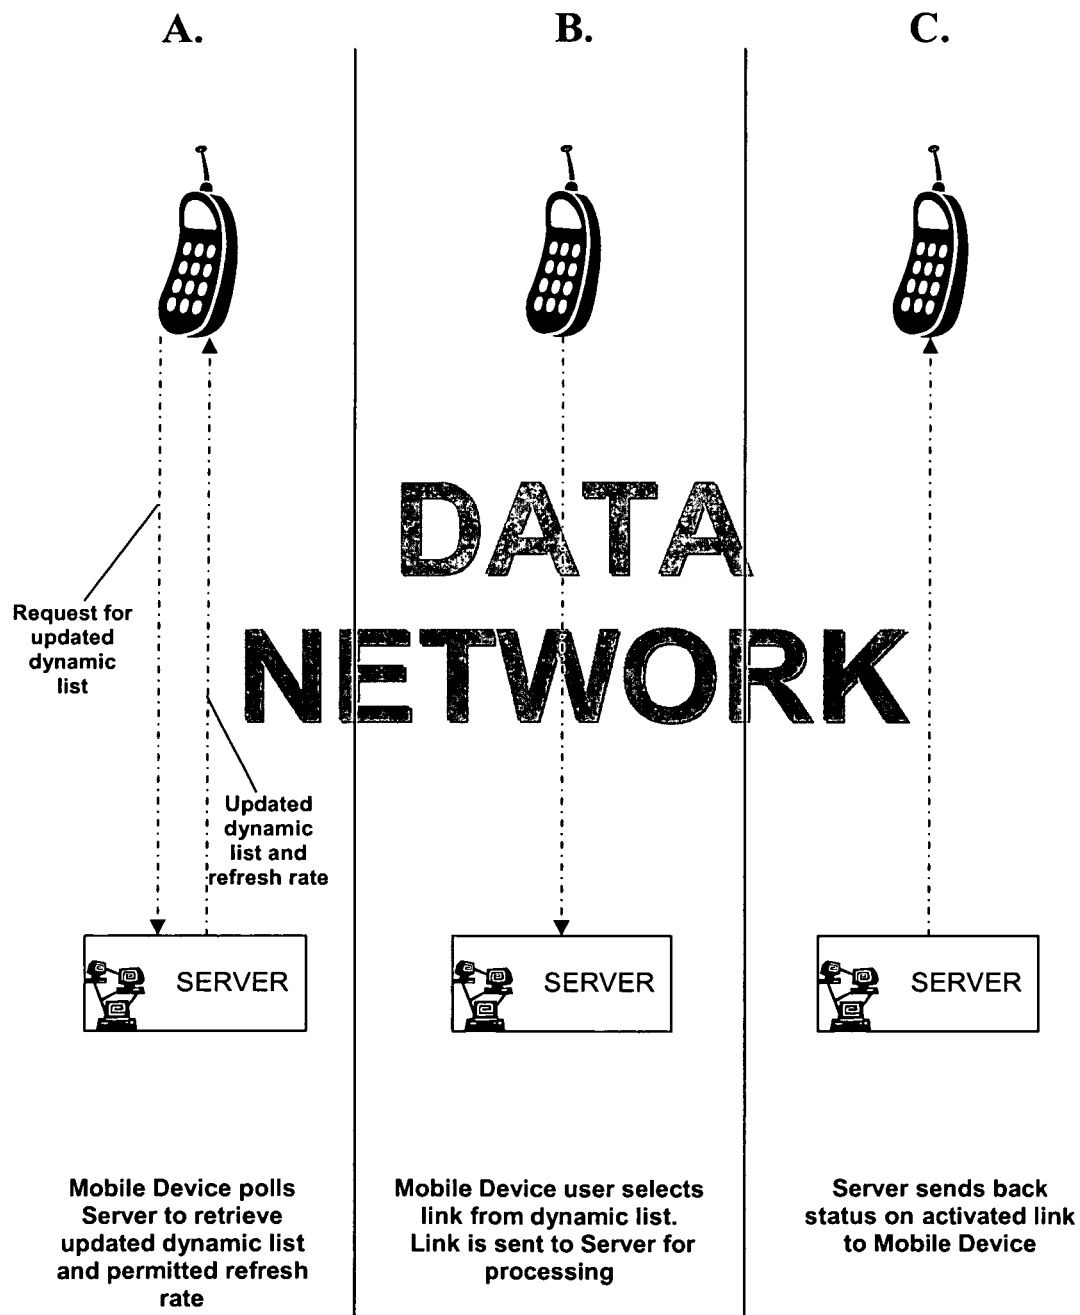 A.
B.
C.
DATA
NETWORK
Request for
updated
dynamic
list
Updated
dynamic
list and
refresh rate
SERVER
SERVER
SERVER
Mobile Device polls
Server to retrieve
updated dynamic list
and permitted refresh
rate
Mobile Device user selects
link from dynamic list.
Link is sent to Server for
processing
Server sends back
status on activated link
to Mobile Device